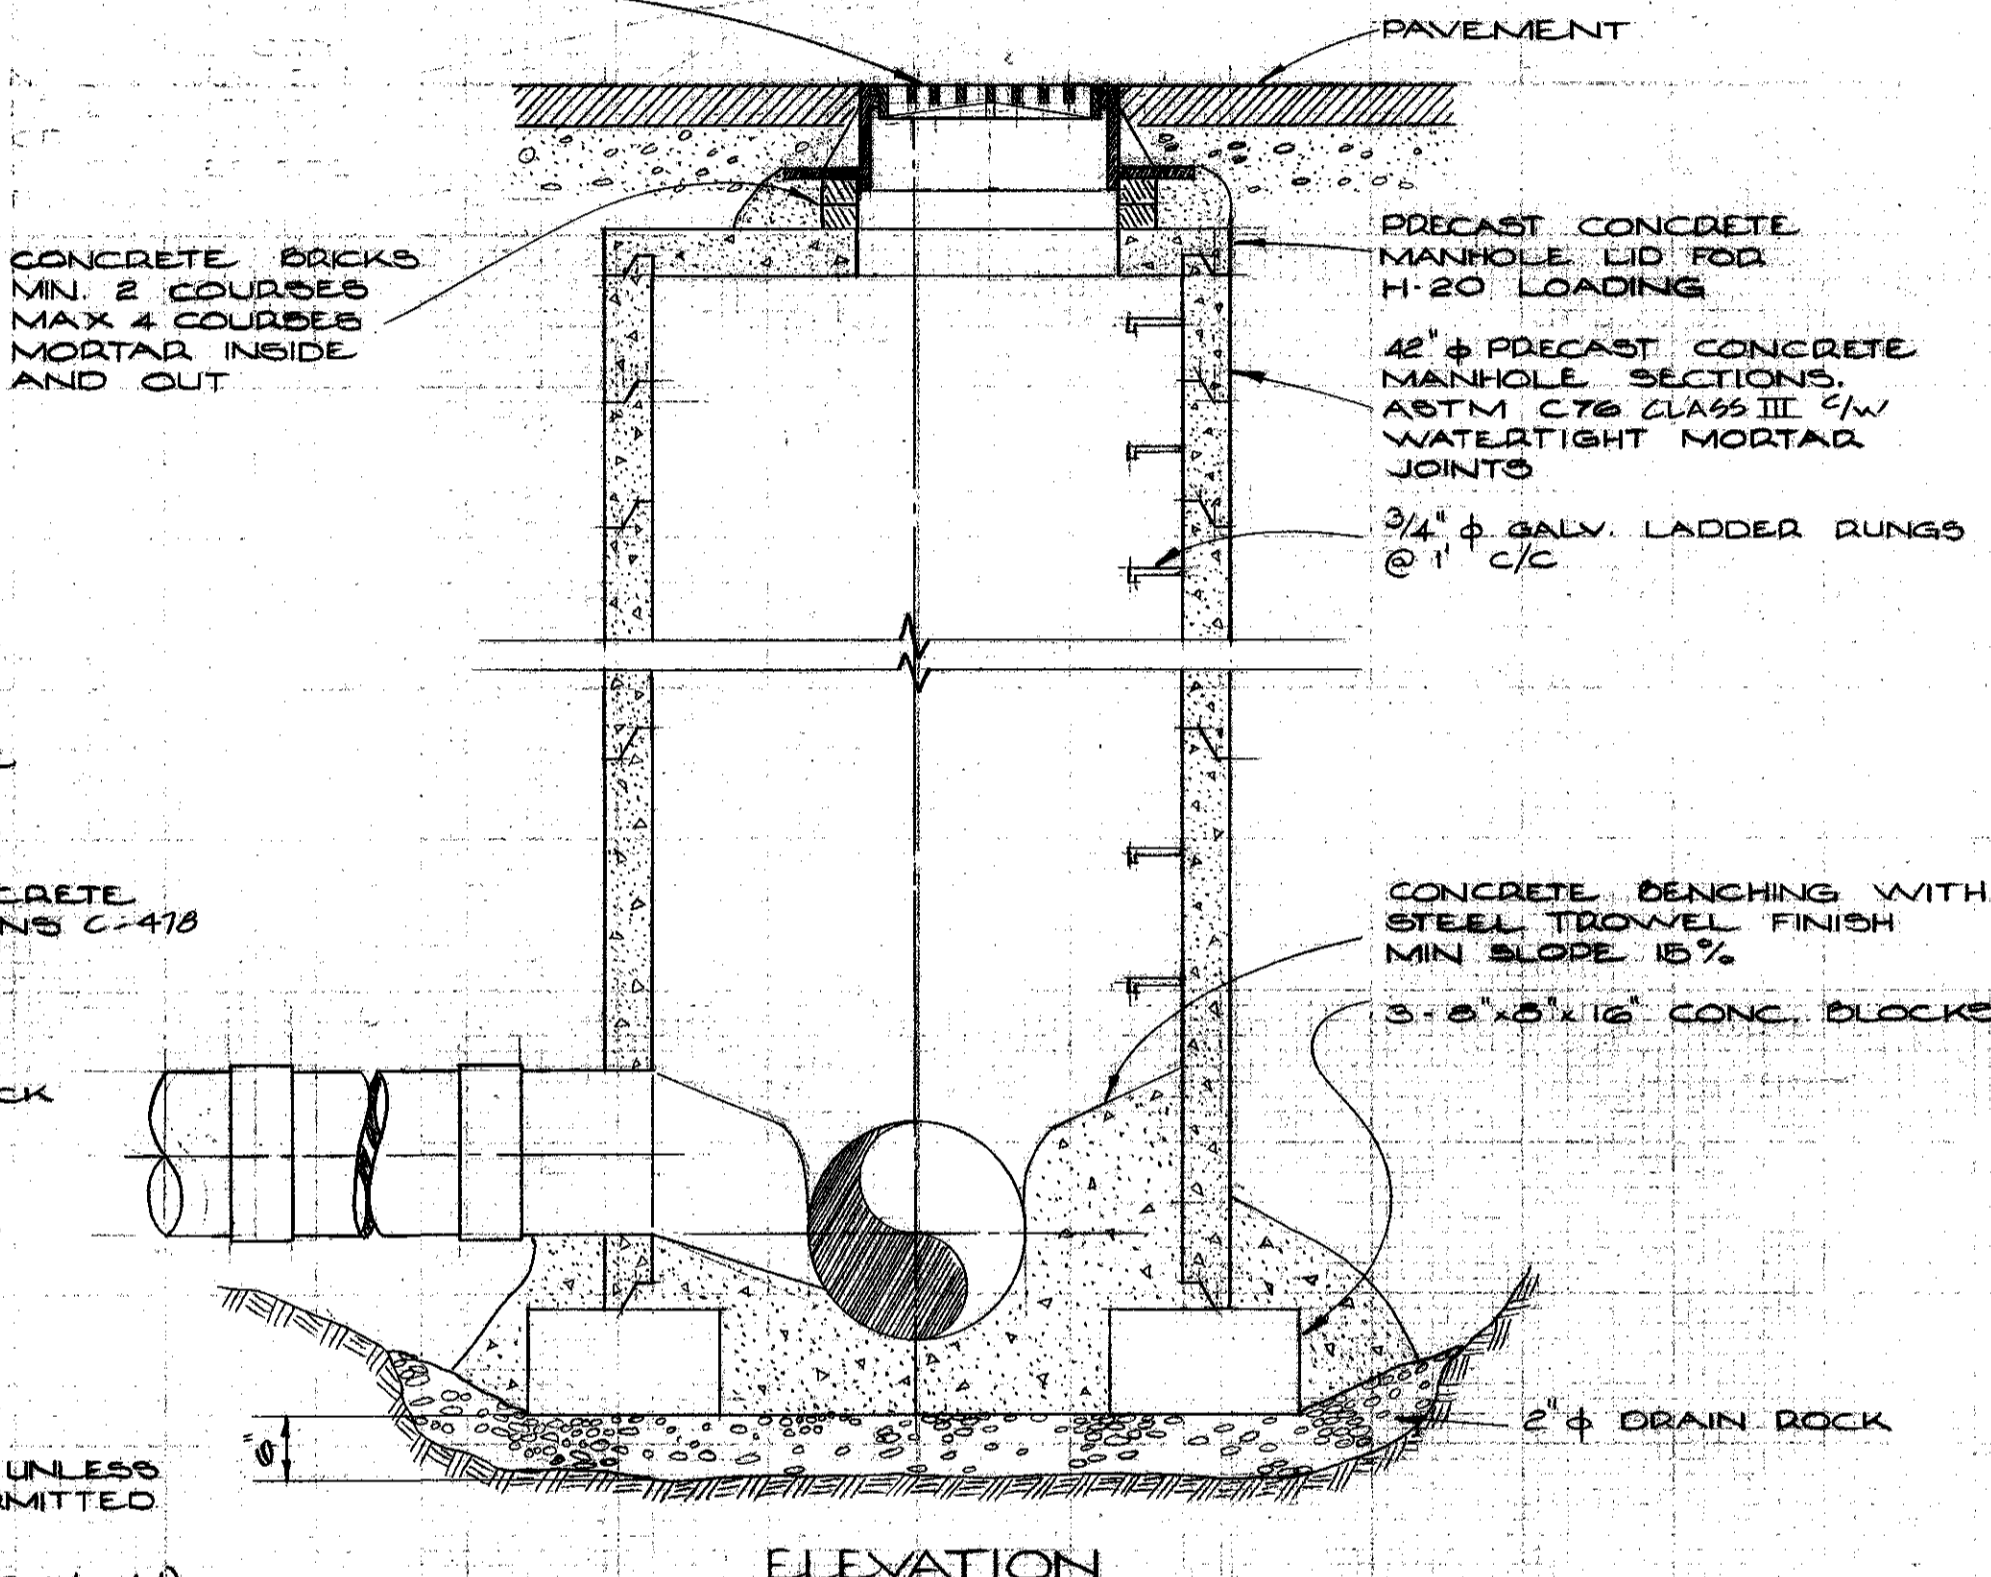 PAVEMENT
CONCRETE BRICKS
MIN. 2 COURSES
MAX 4 COURSES
MORTAR INSIDE
AND OUT
PRECAST CONCRETE
MANHOLE LID FOR
H-20 LOADING
42" ϕ PRECAST CONCRETE
MANHOLE SECTIONS.
ASTM C76 CLASS III C/W
WATERTIGHT MORTAR
JOINTS
3/4" ϕ GALV. LADDER RUNGS
@ 1' C/C
CRETE
NS C-478
CONCRETE BENCHING WITH
STEEL TROWEL FINISH
MIN SLOPE 15%
3-8"x8"x16" CONC. BLOCKS
CK
2" ϕ DRAIN ROCK
6"
UNLESS
RMITTED
ELEVATION